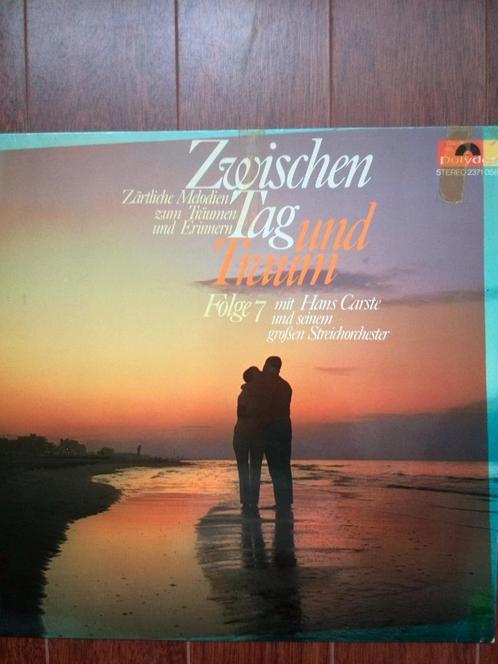 Zwischen
Tag und
Traum
Zärtliche Melodien
zum Träumen
und Erinnern
Folge 7
mit Hans Carste
und seinem
großen Streichorchester
polydor
STEREO 2371 056